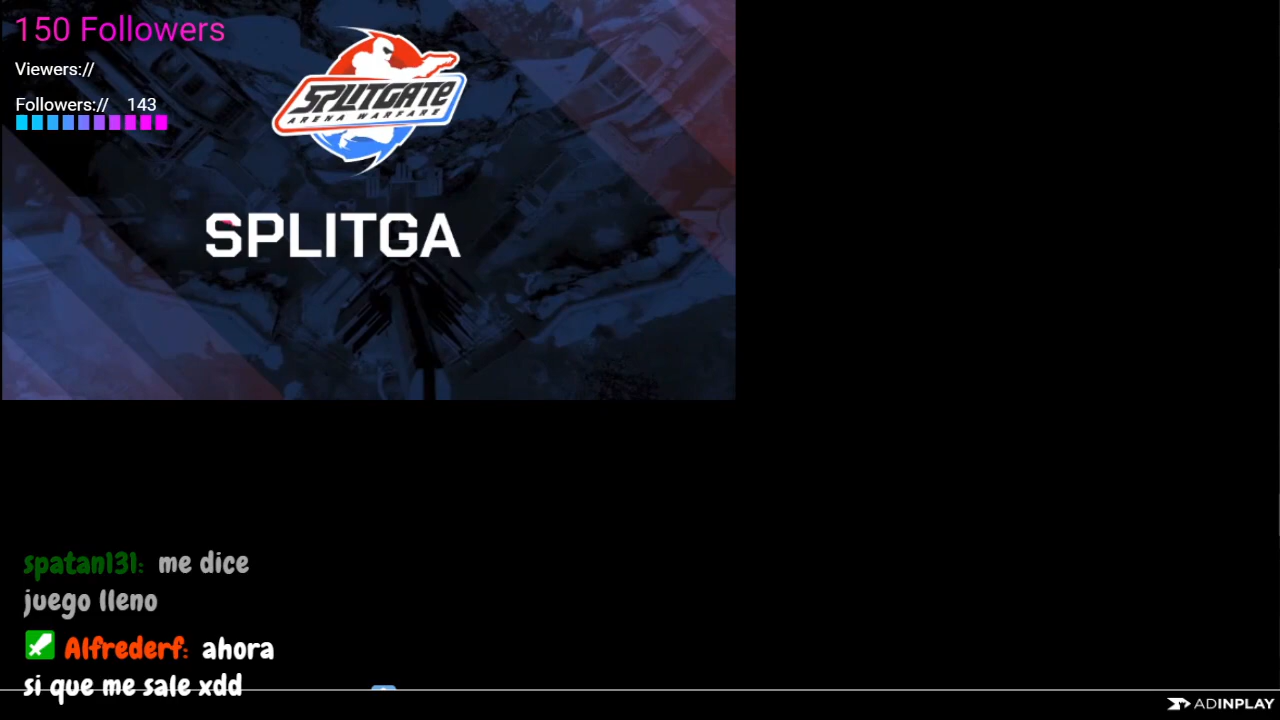 150 Followers
Viewers://
Followers:// 143
SPLITGATE
ARENA WARFARE
SPLITGA
spatan131: me dice
juego lleno
Alfrederf: ahora
si que me sale xdd
ADINPLAY